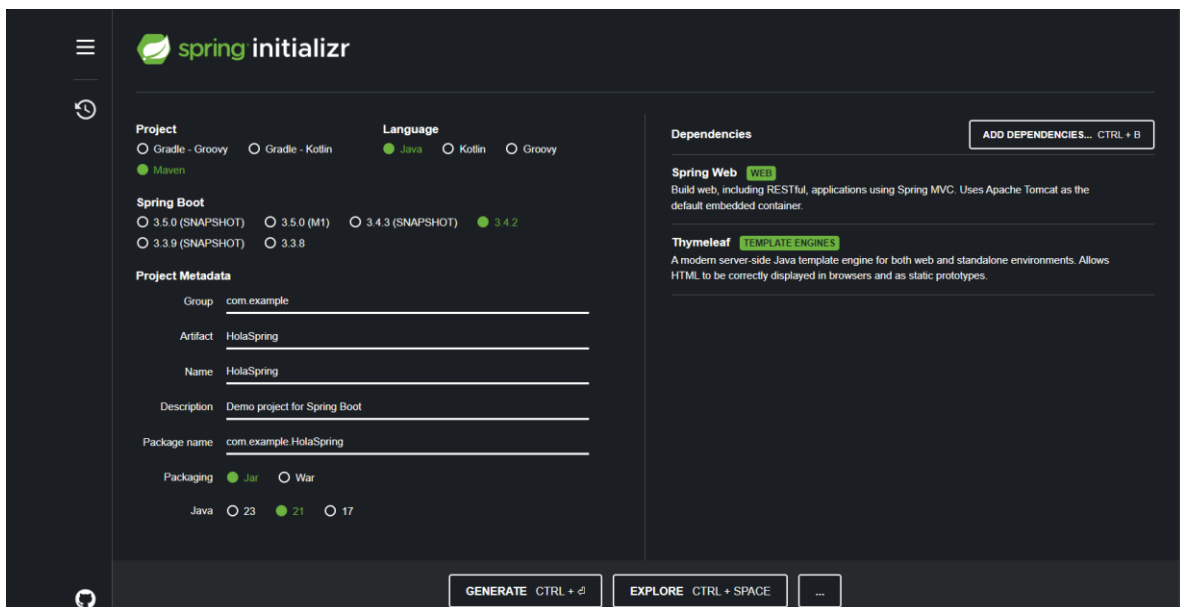 spring initializr
Project
Gradle - Groovy Gradle - Kotlin
Maven
Language
Java Kotlin Groovy
Spring Boot
3.5.0 (SNAPSHOT) 3.5.0 (M1) 3.4.3 (SNAPSHOT) 3.4.2
3.3.9 (SNAPSHOT) 3.3.8
Project Metadata
Group com.example
Artifact HolaSpring
Name HolaSpring
Description Demo project for Spring Boot
Package name com.example.HolaSpring
Packaging Jar War
Java 23 21 17
Dependencies ADD DEPENDENCIES... CTRL + B
Spring Web WEB
Build web, including RESTful, applications using Spring MVC. Uses Apache Tomcat as the
default embedded container.
Thymeleaf TEMPLATE ENGINES
A modern server-side Java template engine for both web and standalone environments. Allows
HTML to be correctly displayed in browsers and as static prototypes.
GENERATE CTRL + ⏎ EXPLORE CTRL + SPACE ...